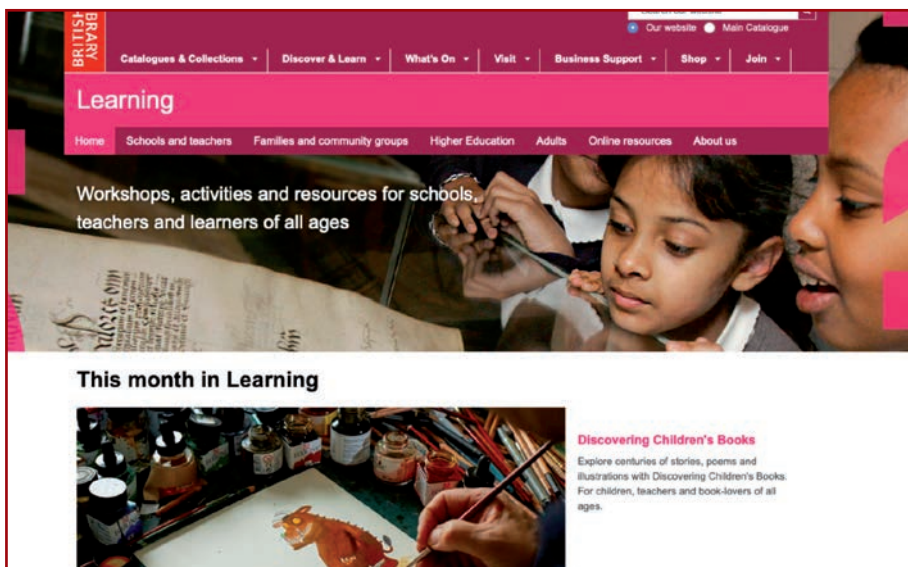 BRITISH
Our website Main Catalogue
Catalogues & Collections Discover & Learn What's On Visit Business Support Shop Join
Learning
Home Schools and teachers Families and community groups Higher Education Adults Online resources About us
Workshops, activities and resources for schools,
teachers and learners of all ages
This month in Learning
Discovering Children's Books
Explore centuries of stories, poems and
illustrations with Discovering Children's Books.
For children, teachers and book-lovers of all
ages.